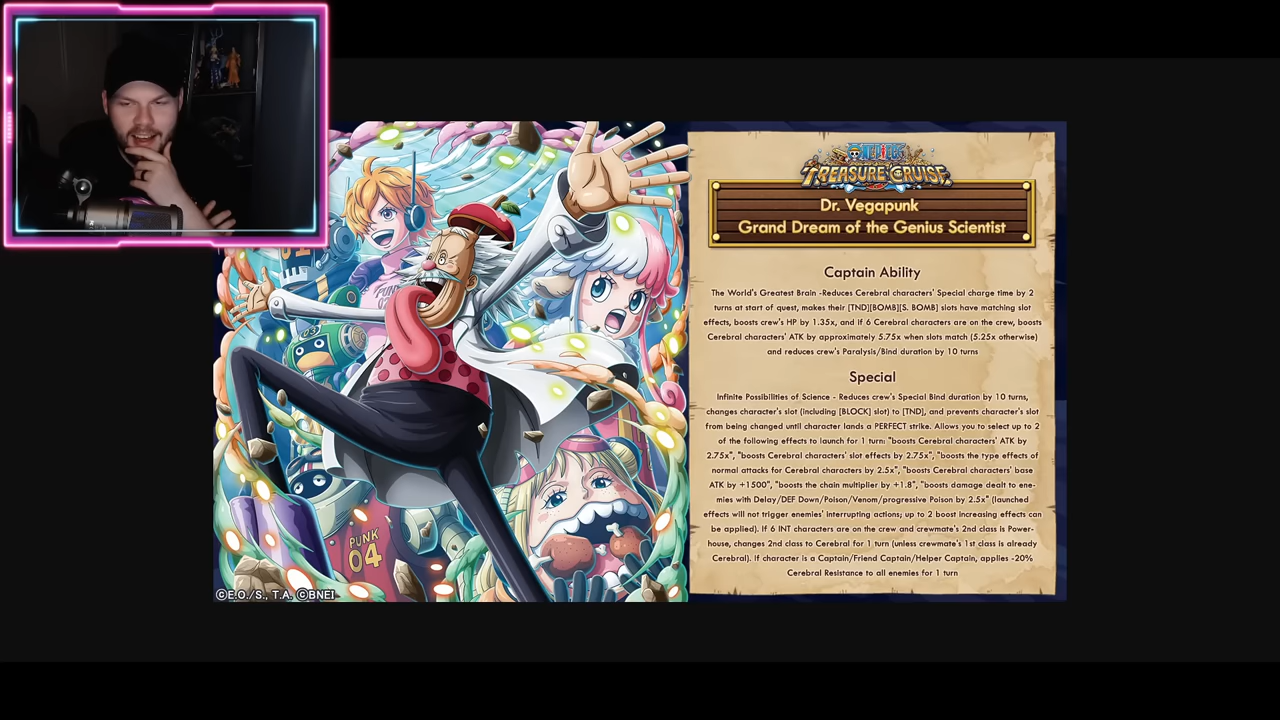 ONE PIECE
TREASURE CRUISE
Dr. Vegapunk
Grand Dream of the Genius Scientist
Captain Ability
The World's Greatest Brain -Reduces Cerebral characters' Special charge time by 2
turns at start of quest, makes their [TND][BOMB][S. BOMB] slots have matching slot
effects, boosts crew's HP by 1.35x, and if 6 Cerebral characters are on the crew, boosts
Cerebral characters' ATK by approximately 5.75x when slots match (5.25x otherwise)
and reduces crew's Paralysis/Bind duration by 10 turns
Special
Infinite Possibilities of Science - Reduces crew's Special Bind duration by 10 turns,
changes character's slot (including [BLOCK] slot) to [TND], and prevents character's slot
from being changed until character lands a PERFECT strike. Allows you to select up to 2
of the following effects to launch for 1 turn: "boosts Cerebral characters' ATK by
2.75x", "boosts Cerebral characters' slot effects by 2.75x", "boosts the type effects of
normal attacks for Cerebral characters by 2.5x", "boosts Cerebral characters' base
ATK by +1500", "boosts the chain multiplier by +1.8", "boosts damage dealt to ene-
mies with Delay/DEF Down/Poison/Venom/progressive Poison by 2.5x" (launched
effects will not trigger enemies' interrupting actions; up to 2 boost increasing effects can
be applied). If 6 INT characters are on the crew and crewmate's 2nd class is Power-
house, changes 2nd class to Cerebral for 1 turn (unless crewmate's 1st class is already
Cerebral). If character is a Captain/Friend Captain/Helper Captain, applies -20%
Cerebral Resistance to all enemies for 1 turn
03
PUNK
04
©E.O./S., T.A. ©BNEI